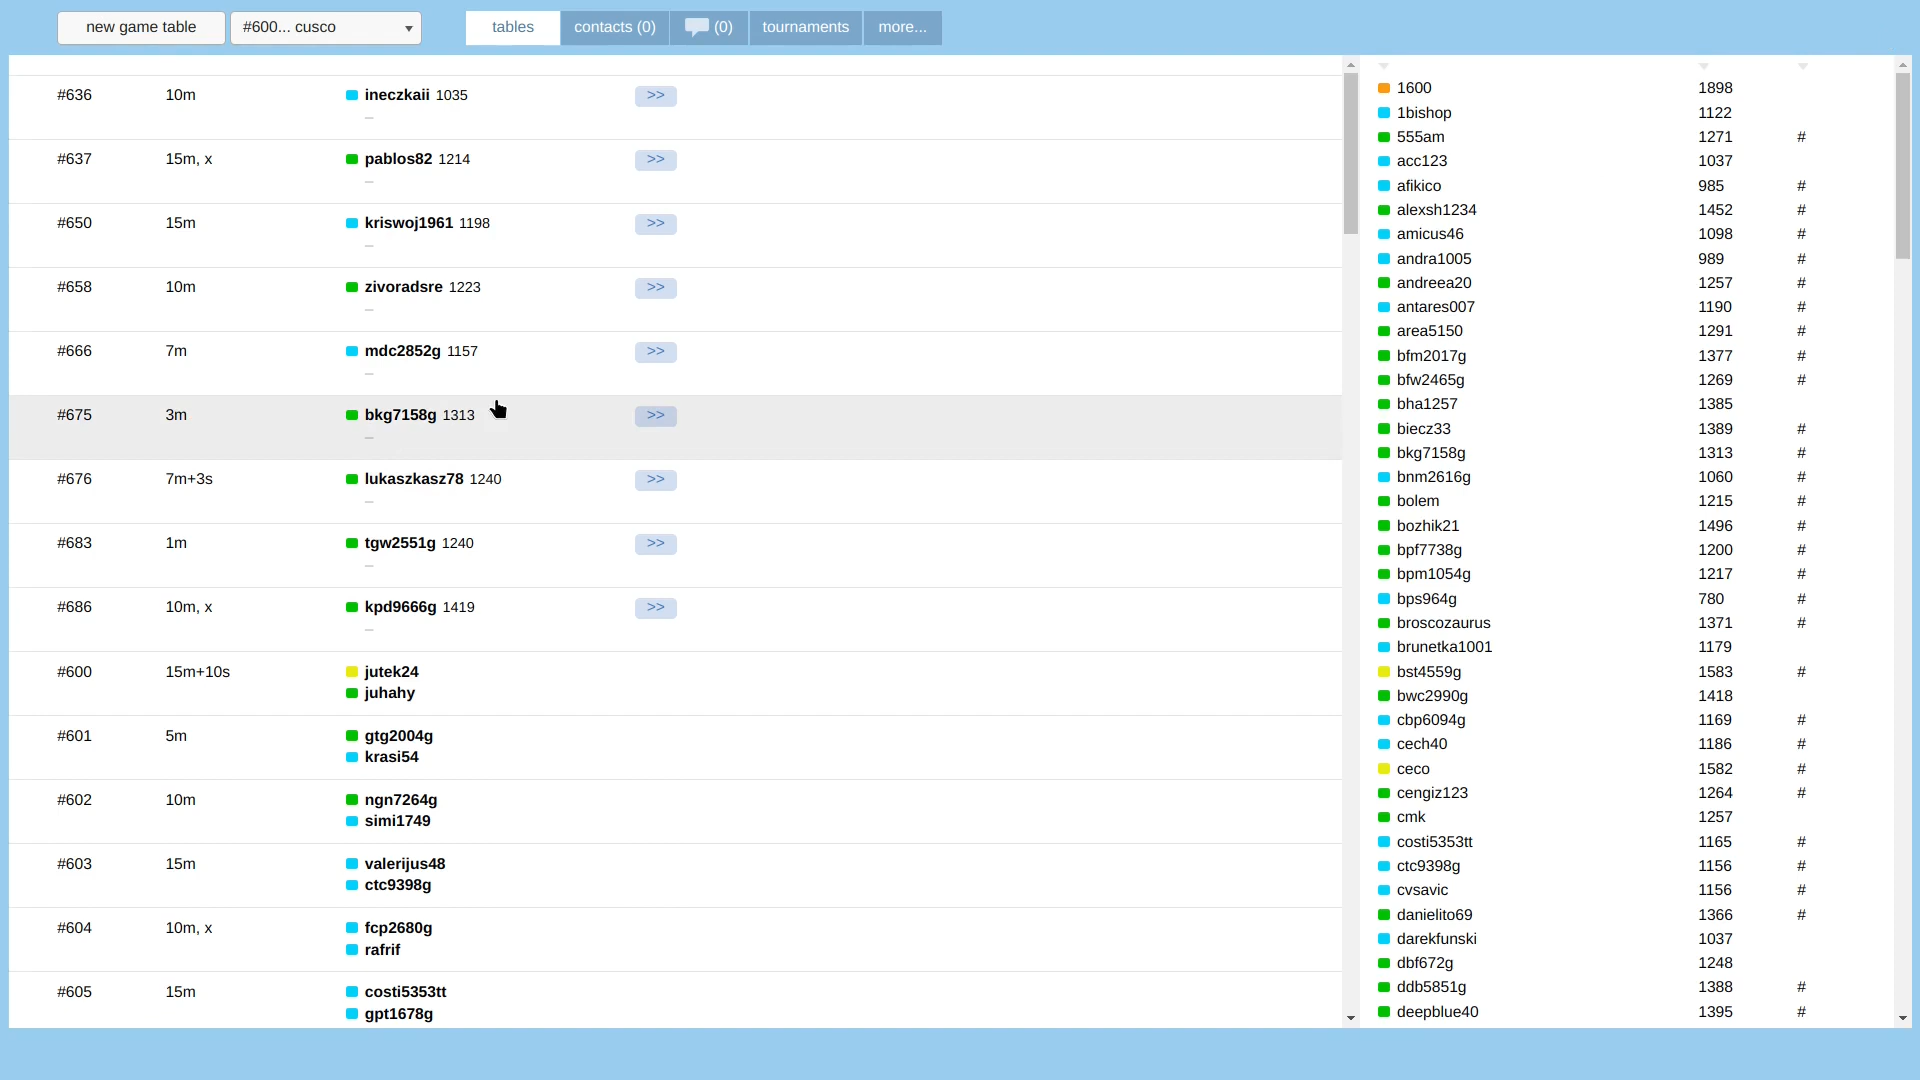 new game table
#600... cusco
tables
contacts (0)
(0)
tournaments
more...
#636 10m ineczkaii 1035 >>
–
#637 15m, x pablos82 1214 >>
–
#650 15m kriswoj1961 1198 >>
–
#658 10m zivoradsre 1223 >>
–
#666 7m mdc2852g 1157 >>
–
#675 3m bkg7158g 1313 >>
–
#676 7m+3s lukaszkasz78 1240 >>
–
#683 1m tgw2551g 1240 >>
–
#686 10m, x kpd9666g 1419 >>
–
#600 15m+10s jutek24
juhahy
#601 5m gtg2004g
krasi54
#602 10m ngn7264g
simi1749
#603 15m valerijus48
ctc9398g
#604 10m, x fcp2680g
rafrif
#605 15m costi5353tt
gpt1678g
1600 1898
1bishop 1122
555am 1271 #
acc123 1037
afikico 985 #
alexsh1234 1452 #
amicus46 1098 #
andra1005 989 #
andreea20 1257 #
antares007 1190 #
area5150 1291 #
bfm2017g 1377 #
bfw2465g 1269 #
bha1257 1385
biecz33 1389 #
bkg7158g 1313 #
bnm2616g 1060 #
bolem 1215 #
bozhik21 1496 #
bpf7738g 1200 #
bpm1054g 1217 #
bps964g 780 #
broscozaurus 1371 #
brunetka1001 1179
bst4559g 1583 #
bwc2990g 1418
cbp6094g 1169 #
cech40 1186 #
ceco 1582 #
cengiz123 1264 #
cmk 1257
costi5353tt 1165 #
ctc9398g 1156 #
cvsavic 1156 #
danielito69 1366 #
darekfunski 1037
dbf672g 1248
ddb5851g 1388 #
deepblue40 1395 #